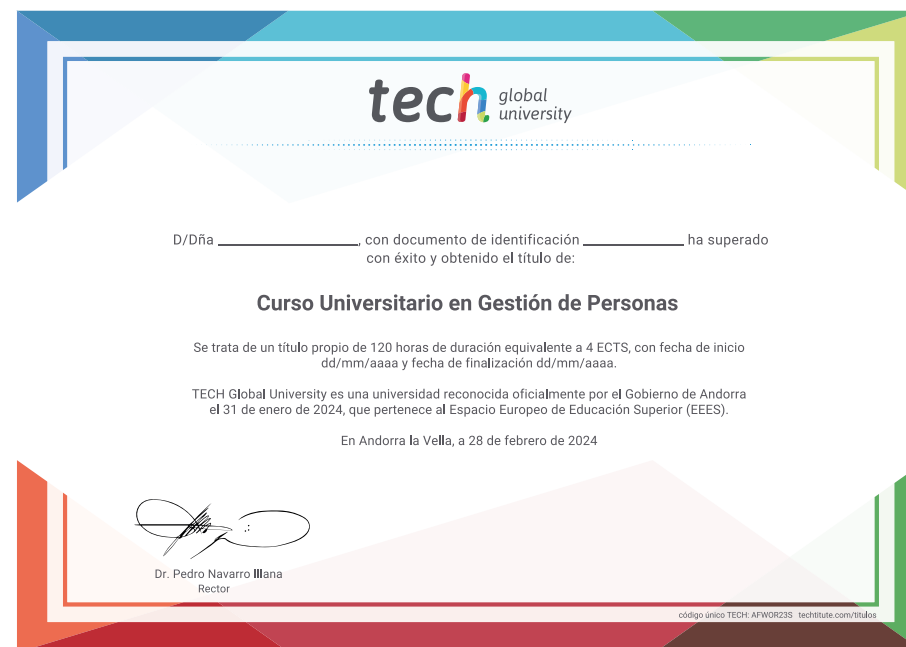 tech global university
D/Dña ____________________, con documento de identificación ______________ ha superado
con éxito y obtenido el título de:
Curso Universitario en Gestión de Personas
Se trata de un título propio de 120 horas de duración equivalente a 4 ECTS, con fecha de inicio
dd/mm/aaaa y fecha de finalización dd/mm/aaaa.
TECH Global University es una universidad reconocida oficialmente por el Gobierno de Andorra
el 31 de enero de 2024, que pertenece al Espacio Europeo de Educación Superior (EEES).
En Andorra la Vella, a 28 de febrero de 2024
Dr. Pedro Navarro Illana
Rector
código único TECH: AFWOR23S techtitute.com/titulos